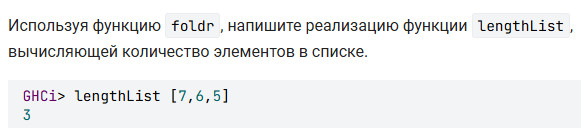 Используя функцию foldr, напишите реализацию функции lengthList,
вычисляющей количество элементов в списке.
GHCi> lengthList [7,6,5]
3